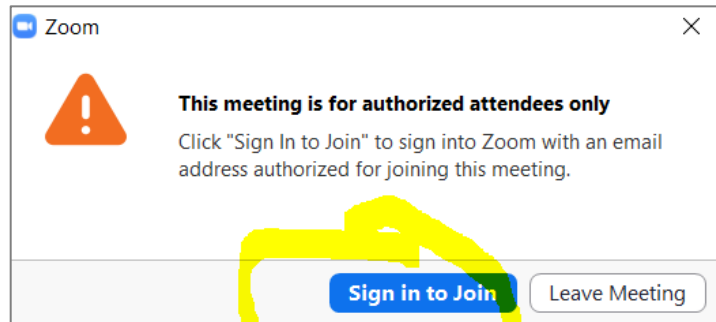 Zoom
This meeting is for authorized attendees only
Click "Sign In to Join" to sign into Zoom with an email
address authorized for joining this meeting.
Sign in to Join Leave Meeting